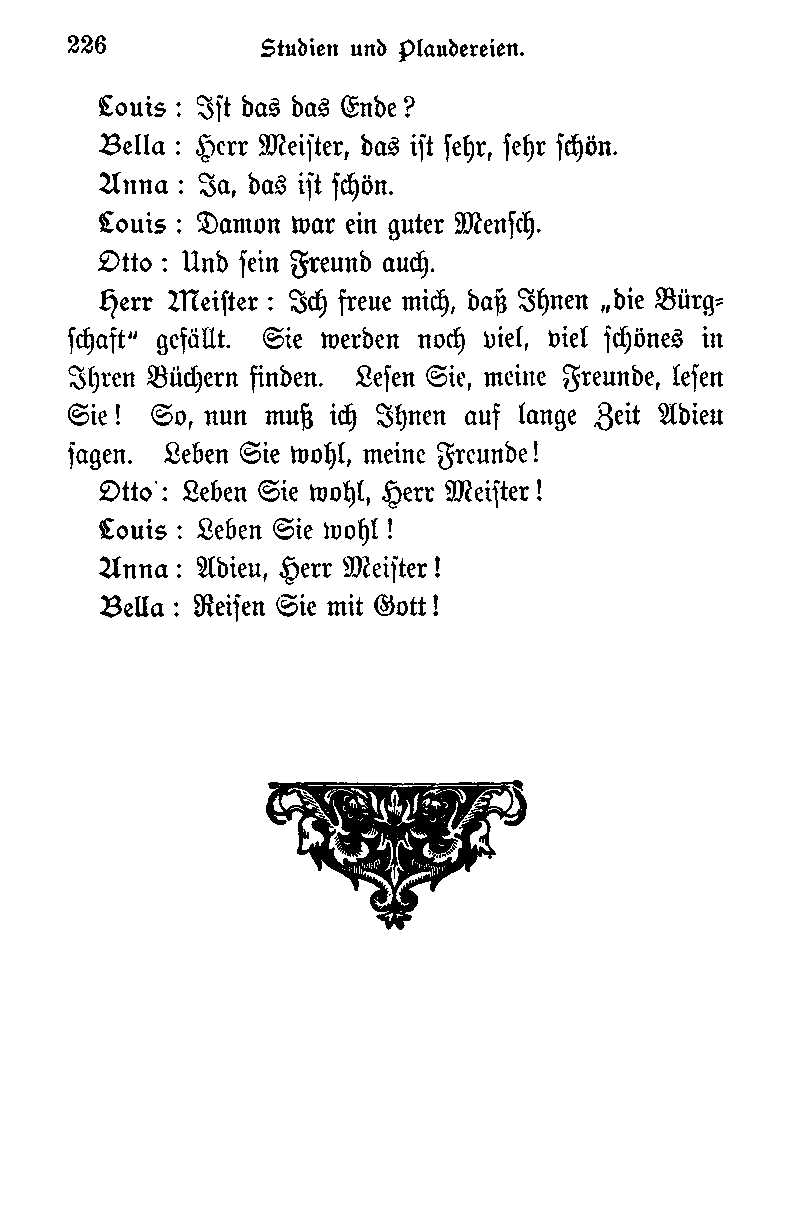 226 Studien und Plaudereien.
Louis : Ist das das Ende?
Bella : Herr Meister, das ist sehr, sehr schön.
Anna : Ja, das ist schön.
Louis : Damon war ein guter Mensch.
Otto : Und sein Freund auch.
Herr Meister : Ich freue mich, daß Ihnen „die Bürg-
schaft“ gefällt. Sie werden noch viel, viel schönes in
Ihren Büchern finden. Lesen Sie, meine Freunde, lesen
Sie! So, nun muß ich Ihnen auf lange Zeit Adieu
sagen. Leben Sie wohl, meine Freunde!
Otto : Leben Sie wohl, Herr Meister!
Louis : Leben Sie wohl!
Anna : Adieu, Herr Meister!
Bella : Reisen Sie mit Gott!